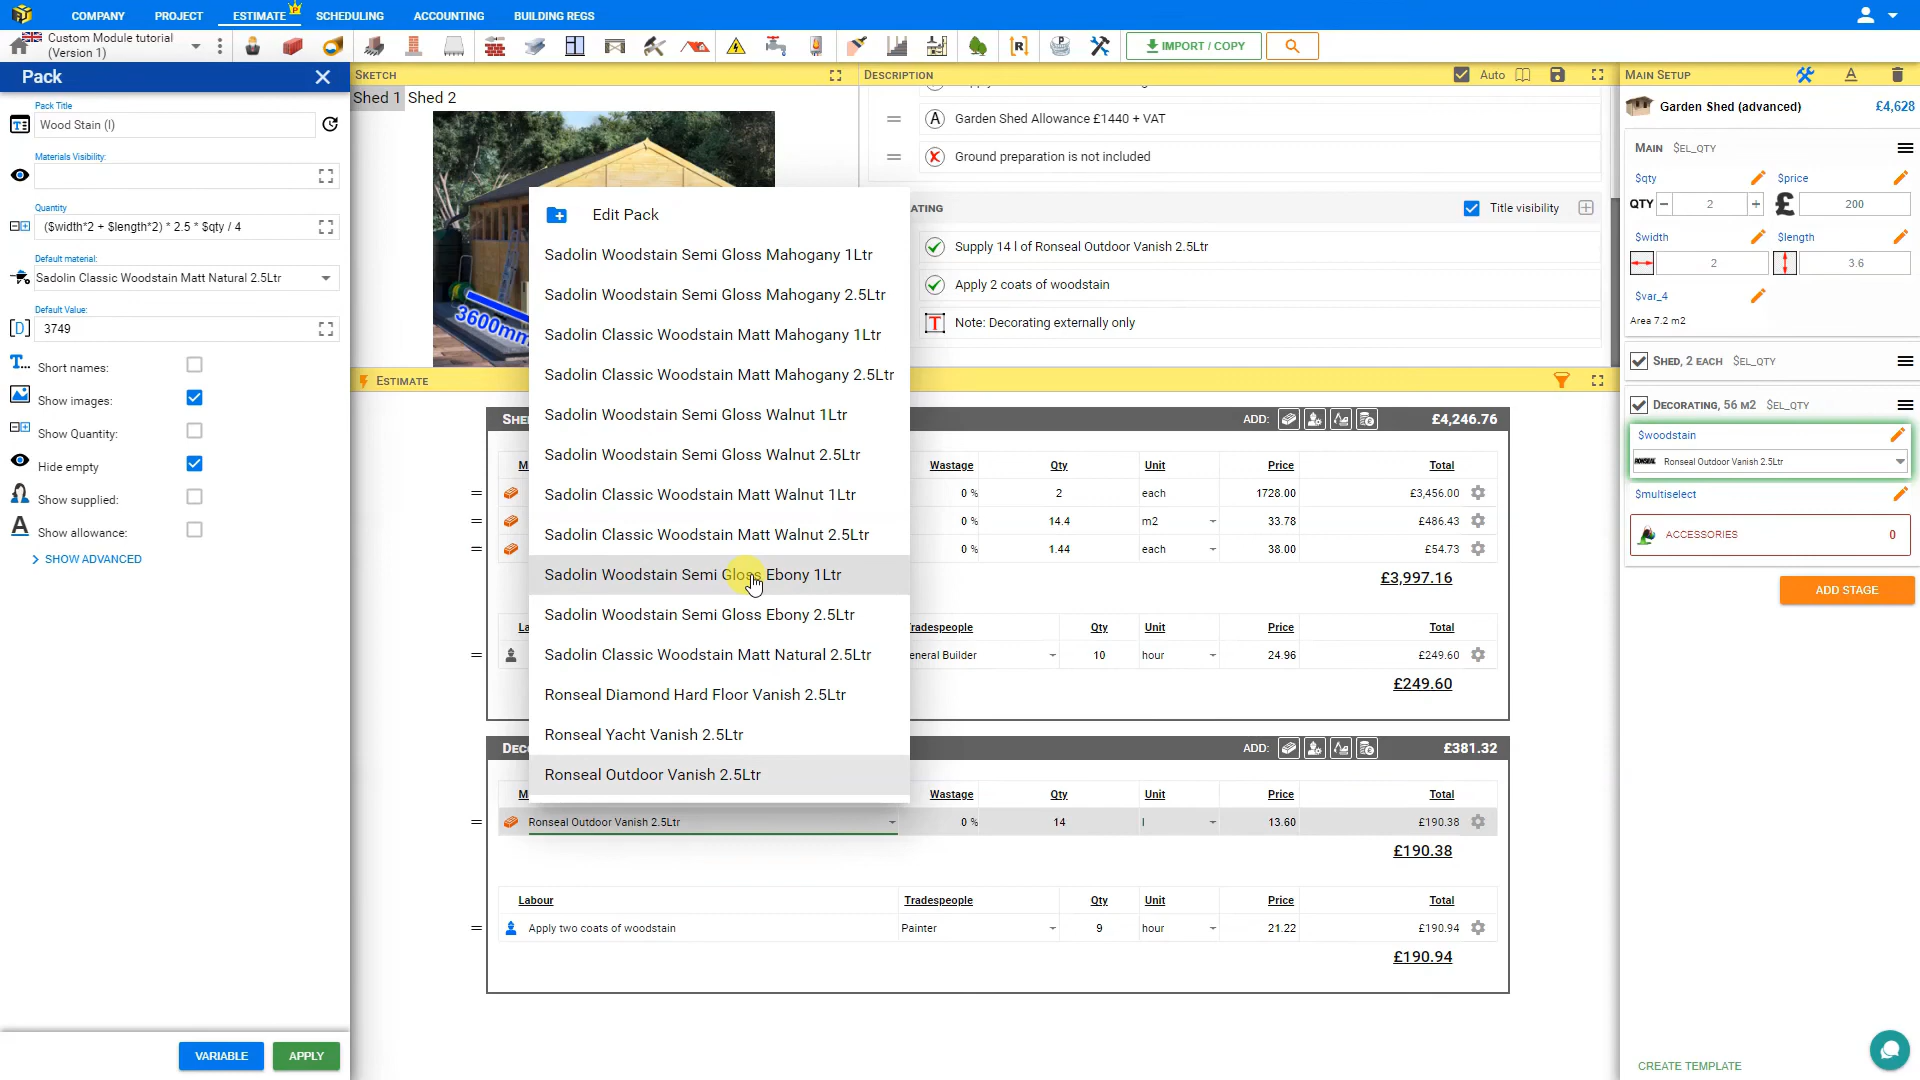 COMPANY PROJECT ESTIMATE SCHEDULING ACCOUNTING BUILDING REGS
Custom Module tutorial
(Version 1)
IMPORT / COPY
Pack
Pack Title
Wood Stain (l)
Materials Visibility:
Quantity
($width*2 + $length*2) * 2.5 * $qty / 4
Default material:
Sadolin Classic Woodstain Matt Natural 2.5Ltr
Default Value:
[D] 3749
Short names:
Show images:
Show Quantity:
Hide empty
Show supplied:
Show allowance:
SHOW ADVANCED
VARIABLE APPLY
SKETCH
Shed 1 Shed 2
3600mm
DESCRIPTION
Auto
Garden Shed Allowance £1440 + VAT
Ground preparation is not included
ATING
Title visibility
Supply 14 l of Ronseal Outdoor Vanish 2.5Ltr
Apply 2 coats of woodstain
Note: Decorating externally only
Edit Pack
Sadolin Woodstain Semi Gloss Mahogany 1Ltr
Sadolin Woodstain Semi Gloss Mahogany 2.5Ltr
Sadolin Classic Woodstain Matt Mahogany 1Ltr
Sadolin Classic Woodstain Matt Mahogany 2.5Ltr
Sadolin Woodstain Semi Gloss Walnut 1Ltr
Sadolin Woodstain Semi Gloss Walnut 2.5Ltr
Sadolin Classic Woodstain Matt Walnut 1Ltr
Sadolin Classic Woodstain Matt Walnut 2.5Ltr
Sadolin Woodstain Semi Gloss Ebony 1Ltr
Sadolin Woodstain Semi Gloss Ebony 2.5Ltr
Sadolin Classic Woodstain Matt Natural 2.5Ltr
Ronseal Diamond Hard Floor Vanish 2.5Ltr
Ronseal Yacht Vanish 2.5Ltr
Ronseal Outdoor Vanish 2.5Ltr
ESTIMATE
SHE ADD: £4,246.76
M Wastage Qty Unit Price Total
0 % 2 each 1728.00 £3,456.00
0 % 14.4 m2 33.78 £486.43
0 % 1.44 each 38.00 £54.73
£3,997.16
La radespeople Qty Unit Price Total
eneral Builder 10 hour 24.96 £249.60
£249.60
DEC ADD: £381.32
M Wastage Qty Unit Price Total
Ronseal Outdoor Vanish 2.5Ltr 0 % 14 l 13.60 £190.38
£190.38
Labour Tradespeople Qty Unit Price Total
Apply two coats of woodstain Painter 9 hour 21.22 £190.94
£190.94
MAIN SETUP
Garden Shed (advanced) £4,628
MAIN $EL_QTY
$qty $price
QTY − 2 + £ 200
$width $length
2 3.6
$var_4
Area 7.2 m2
SHED, 2 EACH $EL_QTY
DECORATING, 56 M2 $EL_QTY
$woodstain
RONSEAL Ronseal Outdoor Vanish 2.5Ltr
$multiselect
ACCESSORIES 0
ADD STAGE
CREATE TEMPLATE